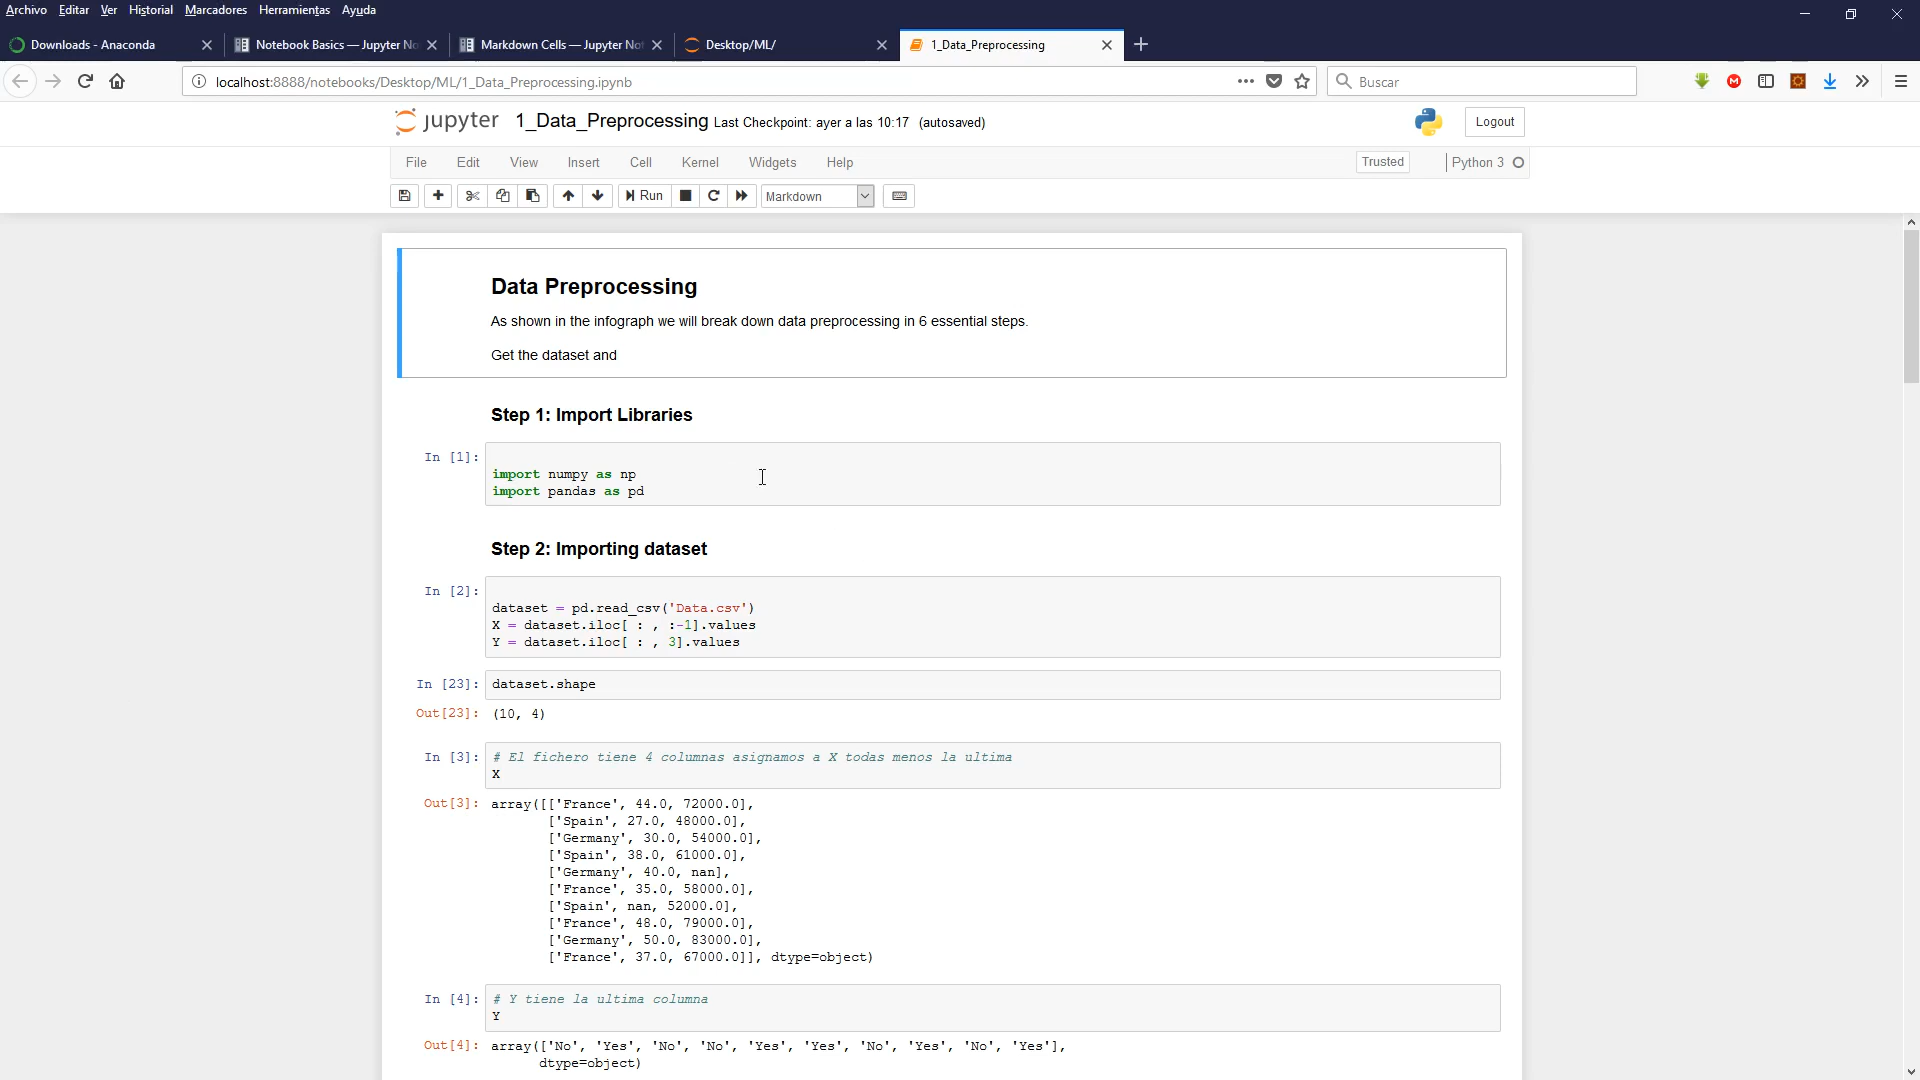 Archivo Editar Ver Historial Marcadores Herramientas Ayuda
Downloads - Anaconda
Notebook Basics — Jupyter No
Markdown Cells — Jupyter Not
Desktop/ML/
1_Data_Preprocessing
localhost:8888/notebooks/Desktop/ML/1_Data_Preprocessing.ipynb
Buscar
jupyter 1_Data_Preprocessing Last Checkpoint: ayer a las 10:17 (autosaved)
Logout
File Edit View Insert Cell Kernel Widgets Help
Trusted
Python 3
Run
Markdown
Data Preprocessing
As shown in the infograph we will break down data preprocessing in 6 essential steps.
Get the dataset and
Step 1: Import Libraries
In [1]:
import numpy as np
import pandas as pd
Step 2: Importing dataset
In [2]:
dataset = pd.read_csv('Data.csv')
X = dataset.iloc[ : , :-1].values
Y = dataset.iloc[ : , 3].values
In [23]: dataset.shape
Out[23]: (10, 4)
In [3]: # El fichero tiene 4 columnas asignamos a X todas menos la ultima
X
Out[3]: array([['France', 44.0, 72000.0],
['Spain', 27.0, 48000.0],
['Germany', 30.0, 54000.0],
['Spain', 38.0, 61000.0],
['Germany', 40.0, nan],
['France', 35.0, 58000.0],
['Spain', nan, 52000.0],
['France', 48.0, 79000.0],
['Germany', 50.0, 83000.0],
['France', 37.0, 67000.0]], dtype=object)
In [4]: # Y tiene la ultima columna
Y
Out[4]: array(['No', 'Yes', 'No', 'No', 'Yes', 'Yes', 'No', 'Yes', 'No', 'Yes'],
dtype=object)